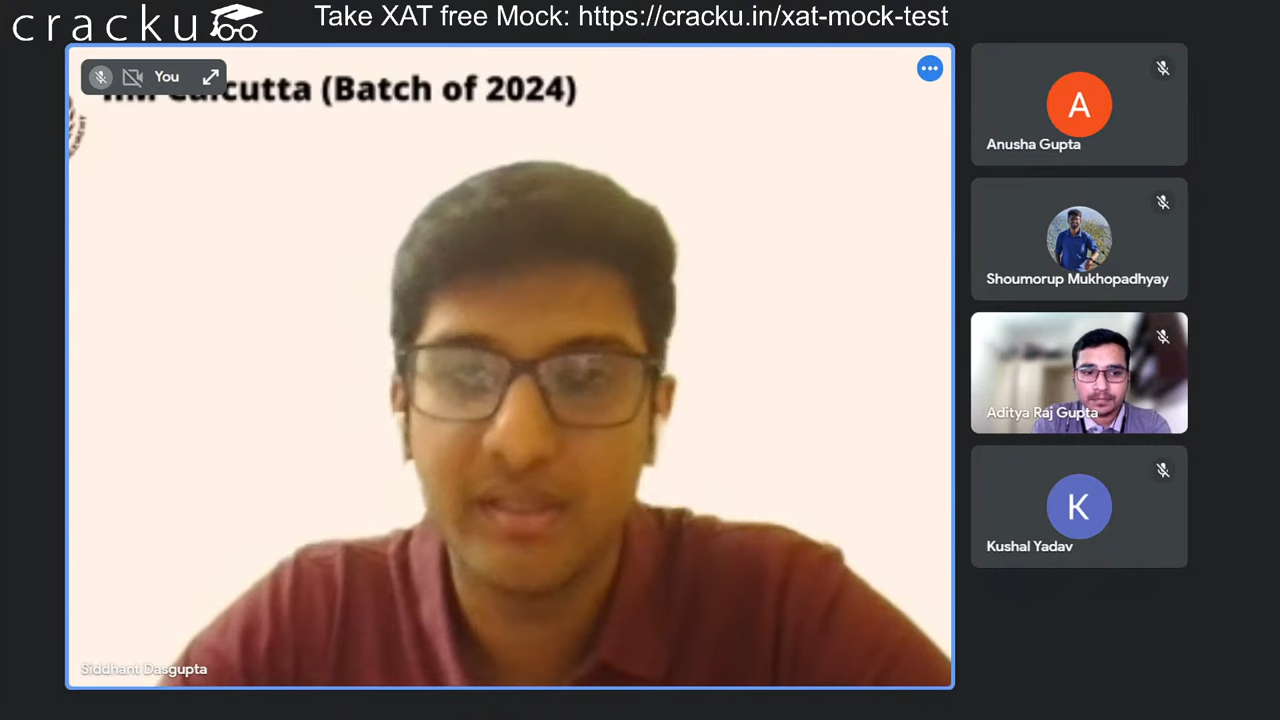 cracku
Take XAT free Mock: https://cracku.in/xat-mock-test
You
Calcutta (Batch of 2024)
A
Anusha Gupta
Shoumorup Mukhopadhyay
Aditya Raj Gupta
K
Kushal Yadav
Siddhant Dasgupta